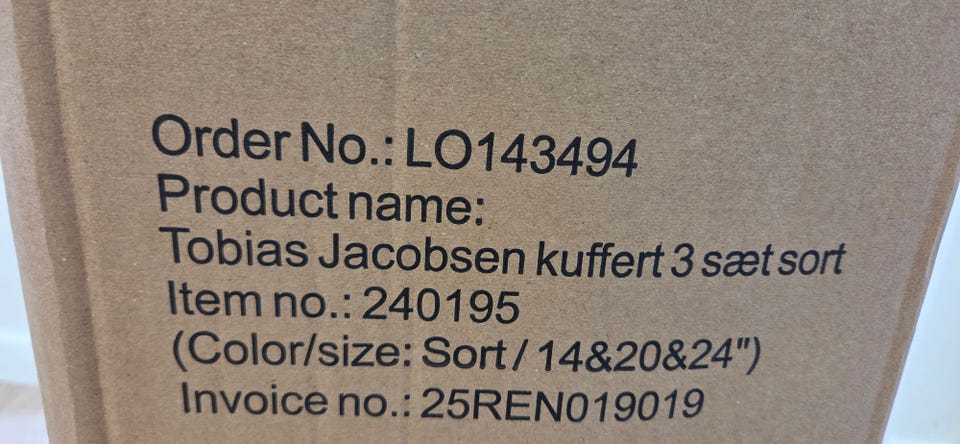 Order No.: LO143494
Product name:
Tobias Jacobsen kuffert 3 sæt sort
Item no.: 240195
(Color/size: Sort / 14&20&24")
Invoice no.: 25REN019019